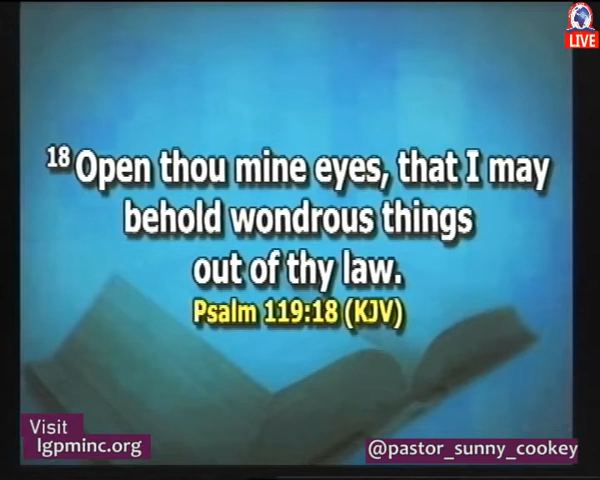 LIVE
18 Open thou mine eyes, that I may
behold wondrous things
out of thy law.
Psalm 119:18 (KJV)
Visit
lgpminc.org
@pastor_sunny_cookey